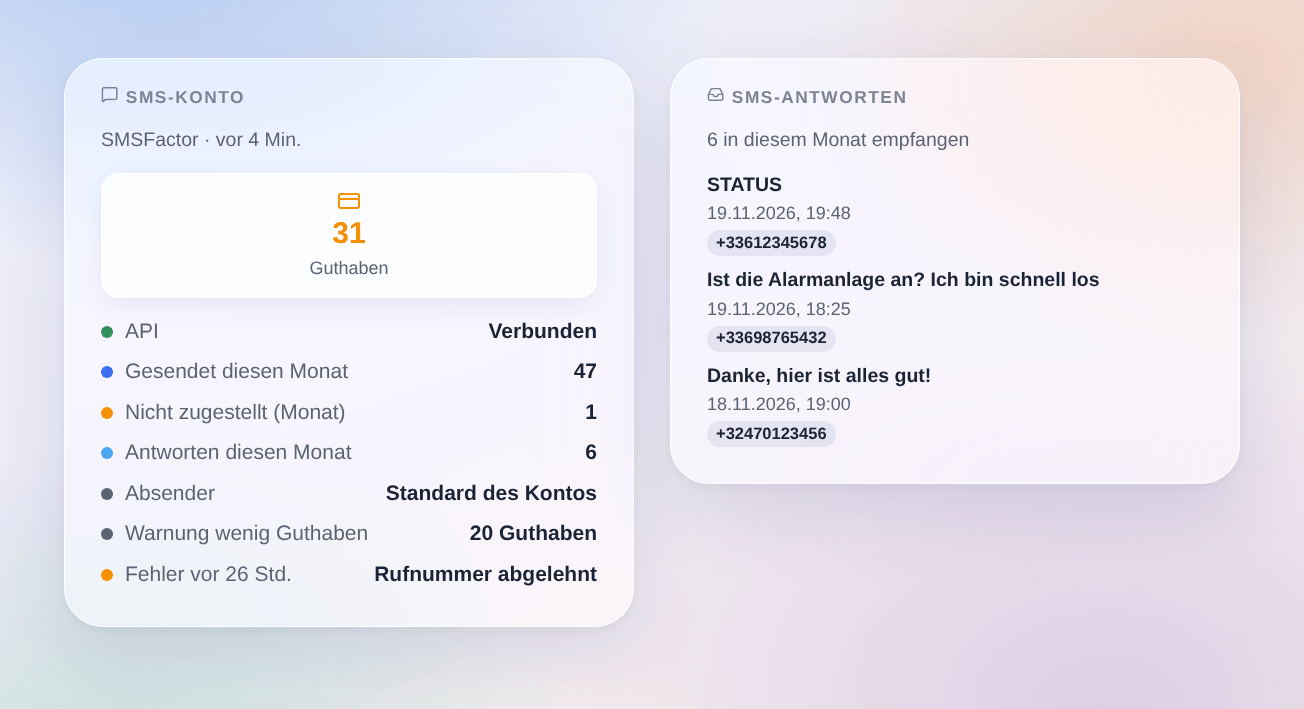 SMS-KONTO
SMSFactor · vor 4 Min.
31
Guthaben
API Verbunden
Gesendet diesen Monat 47
Nicht zugestellt (Monat) 1
Antworten diesen Monat 6
Absender Standard des Kontos
Warnung wenig Guthaben 20 Guthaben
Fehler vor 26 Std. Rufnummer abgelehnt
SMS-ANTWORTEN
6 in diesem Monat empfangen
STATUS
19.11.2026, 19:48
+33612345678
Ist die Alarmanlage an? Ich bin schnell los
19.11.2026, 18:25
+33698765432
Danke, hier ist alles gut!
18.11.2026, 19:00
+32470123456